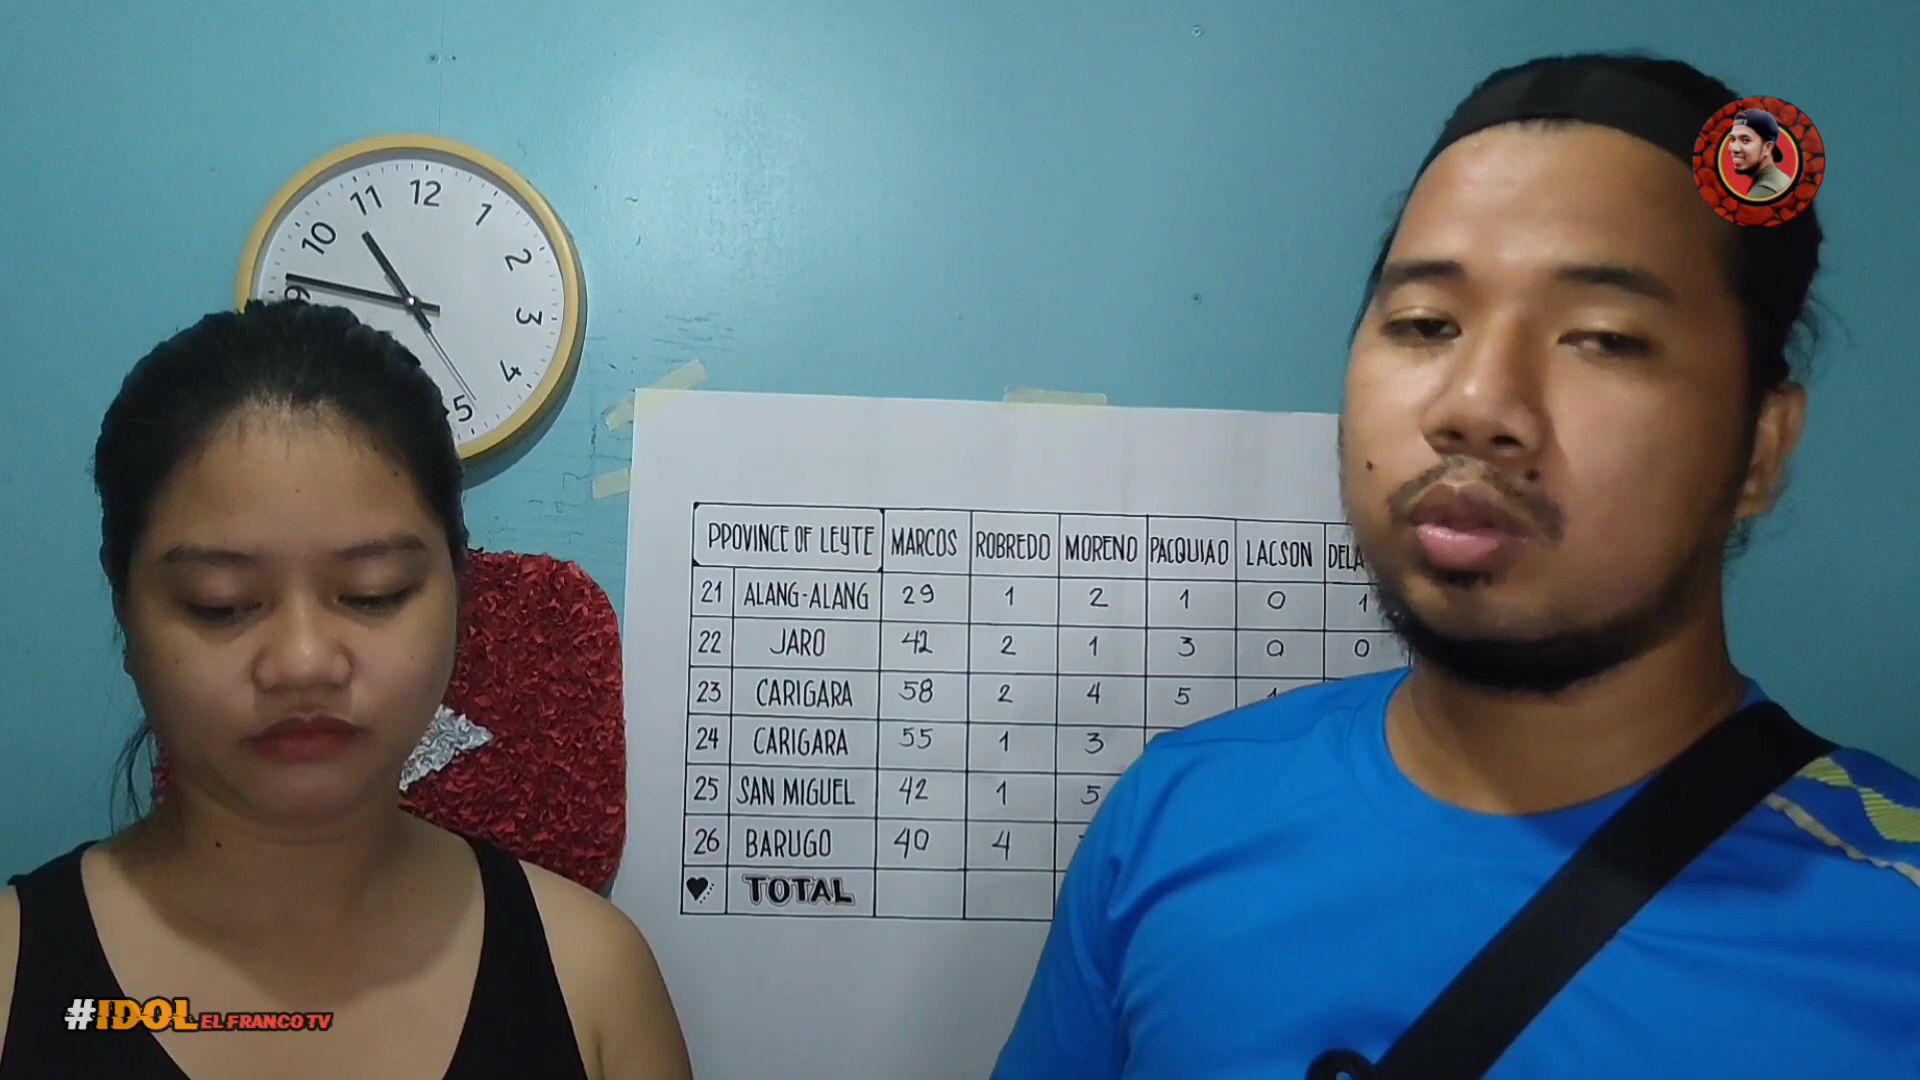 12
11
1
10
2
3
9
4
5
PPOVINCE OF LEYTE MARCOS ROBREDO MORENO PACQUIAO LACSON
21 ALANG-ALANG 29 1 2 1 0 1
22 JARO 42 2 1 3 0 0
23 CARIGARA 58 2 4 5
24 CARIGARA 55 1 3
25 SAN MIGUEL 42 1 5
26 BARUGO 40 4
TOTAL
#IDOL EL FRANCO TV